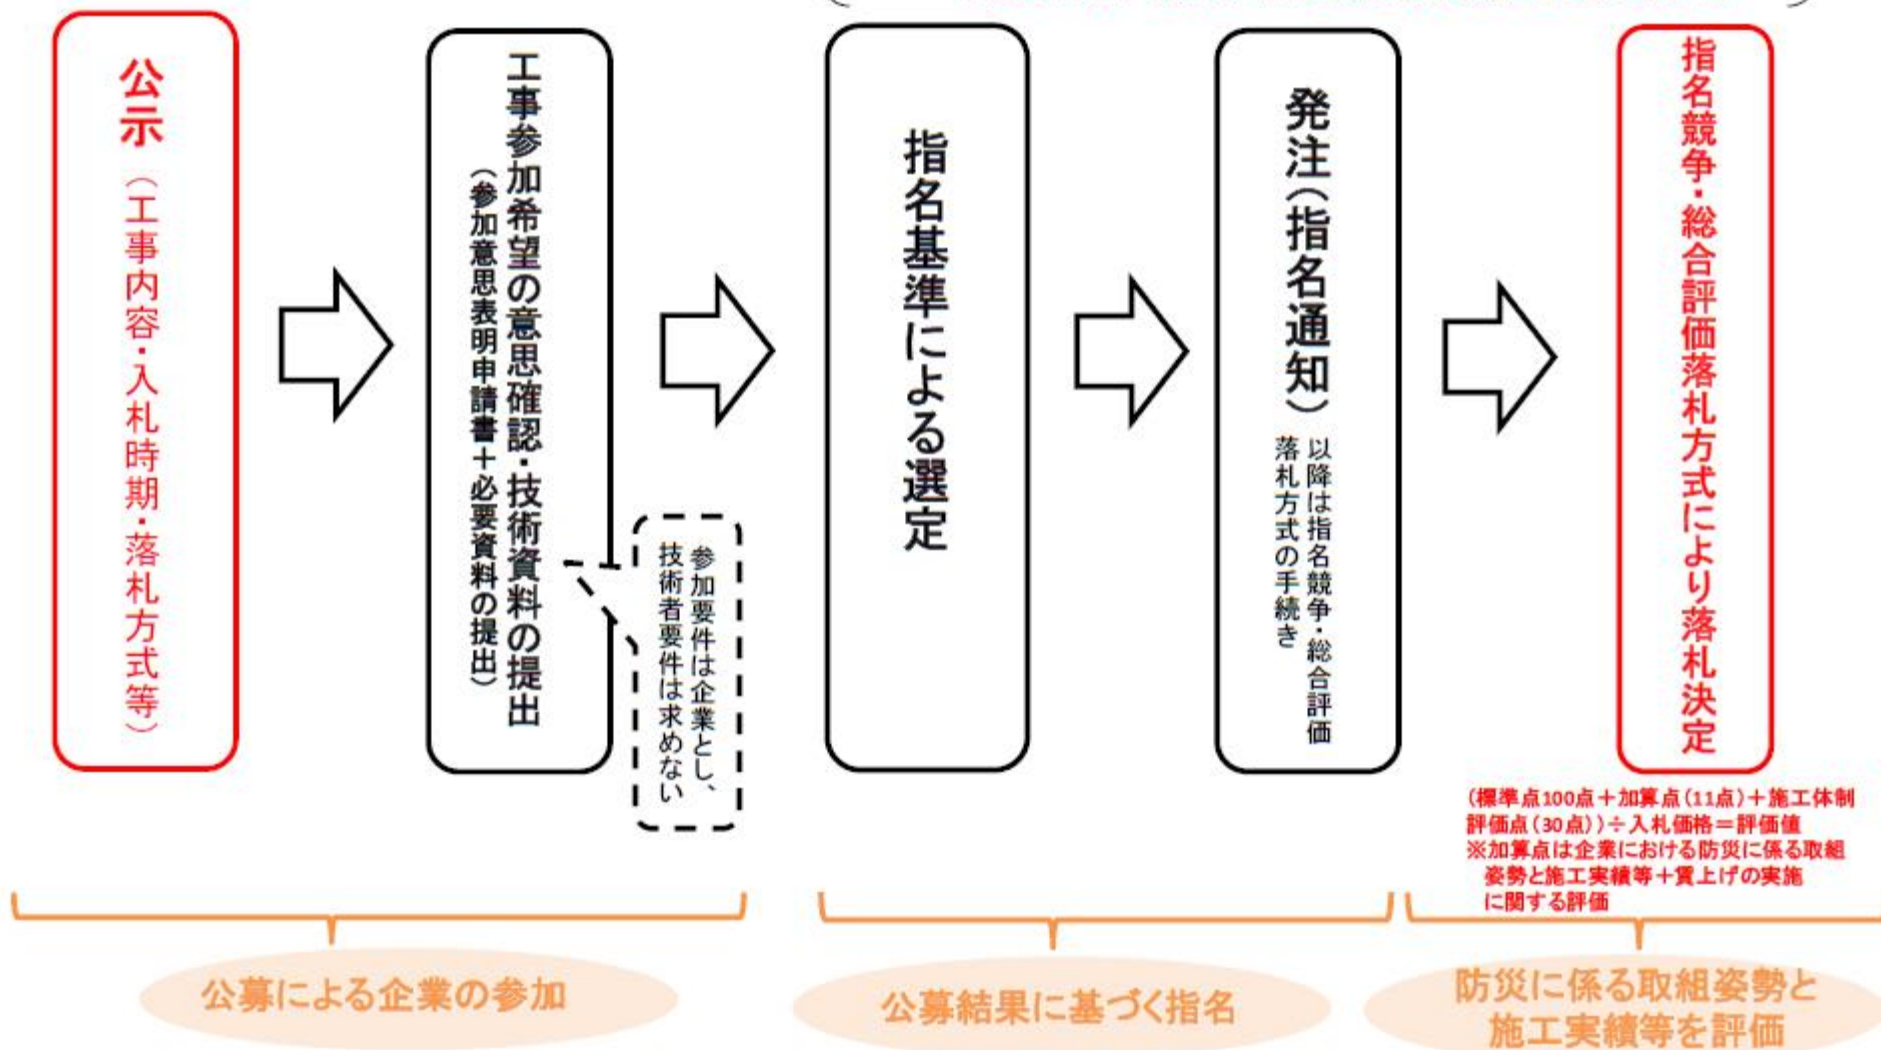 公示（工事内容・入札時期・落札方式等）
工事参加希望の意思確認・技術資料の提出
（参加意思表明申請書＋必要資料の提出）
参加要件は企業とし、
技術者要件は求めない
指名基準による選定
発注（指名通知）
以降は指名競争・総合評価
落札方式の手続き
指名競争・総合評価落札方式により落札決定
(標準点100点＋加算点(11点)＋施工体制
評価点(30点))÷入札価格＝評価値
※加算点は企業における防災に係る取組
姿勢と施工実績等＋賃上げの実施
に関する評価
公募による企業の参加
公募結果に基づく指名
防災に係る取組姿勢と
施工実績等を評価